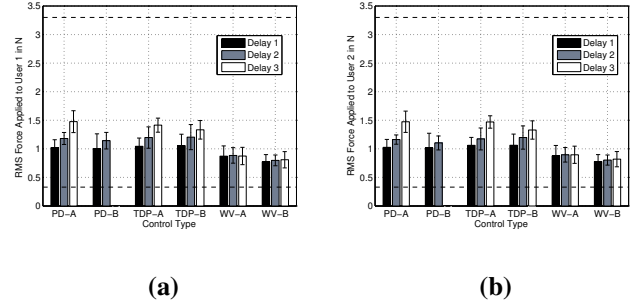 3.5
3
2.5
2
1.5
1
0.5
0
RMS Force Applied to User 1 in N
Delay 1
Delay 2
Delay 3
PD−A PD−B TDP−A TDP−B WV−A WV−B
Control Type
(a)
3.5
3
2.5
2
1.5
1
0.5
0
RMS Force Applied to User 2 in N
Delay 1
Delay 2
Delay 3
PD−A PD−B TDP−A TDP−B WV−A WV−B
Control Type
(b)